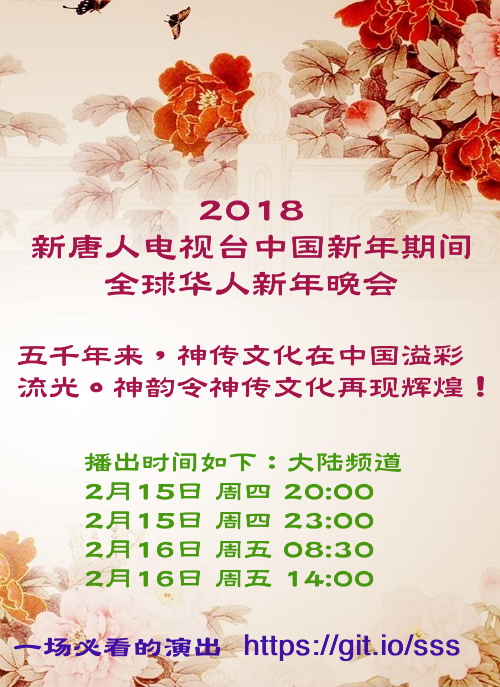 2018
新唐人电视台中国新年期间
全球华人新年晚会
五千年来，神传文化在中国溢彩
流光。神韵令神传文化再现辉煌！
播出时间如下：大陆频道
2月15日 周四 20:00
2月15日 周四 23:00
2月16日 周五 08:30
2月16日 周五 14:00
一场必看的演出 https://git.io/sss